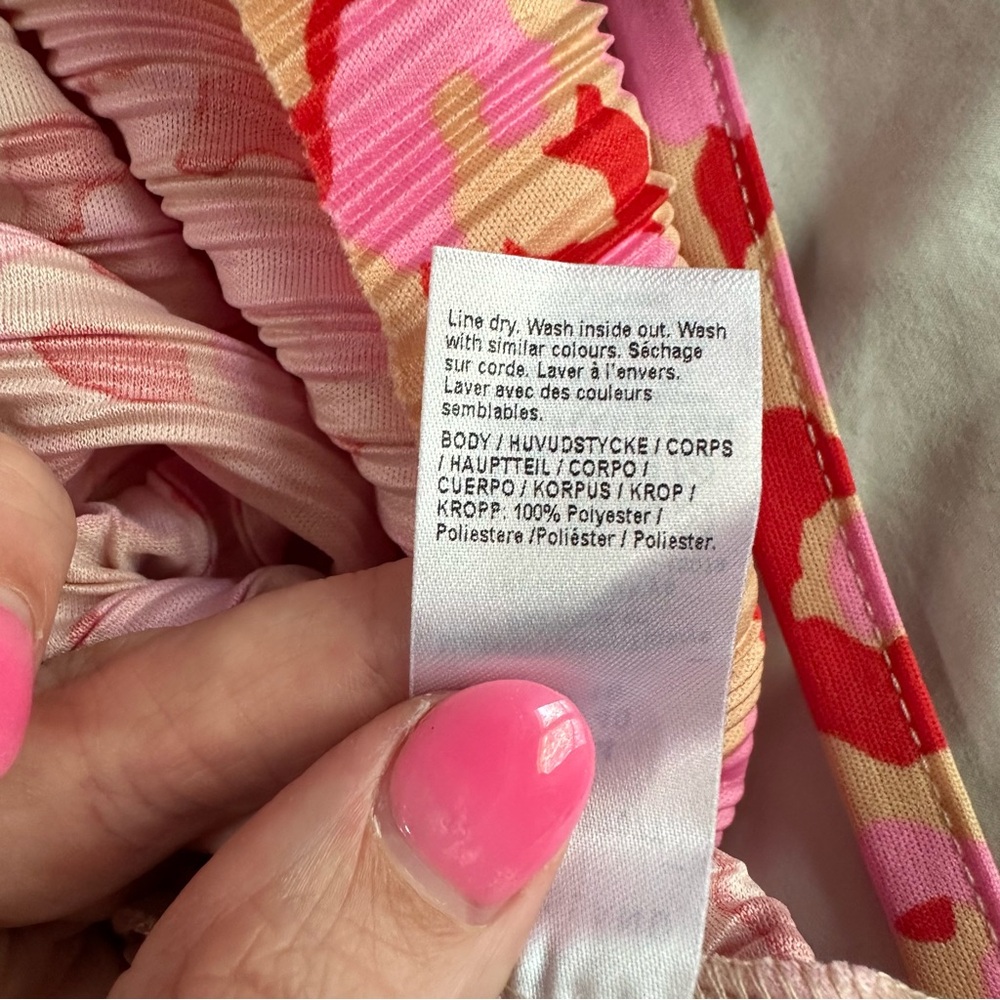 Line dry. Wash inside out. Wash
with similar colours. Séchage
sur corde. Laver à l'envers.
Laver avec des couleurs
semblables.
BODY / HUVUDSTYCKE / CORPS
/ HAUPTTEIL / CORPO /
CUERPO / KORPUS / KROP /
KROPP: 100% Polyester /
Poliestere /Poliéster / Poliester.